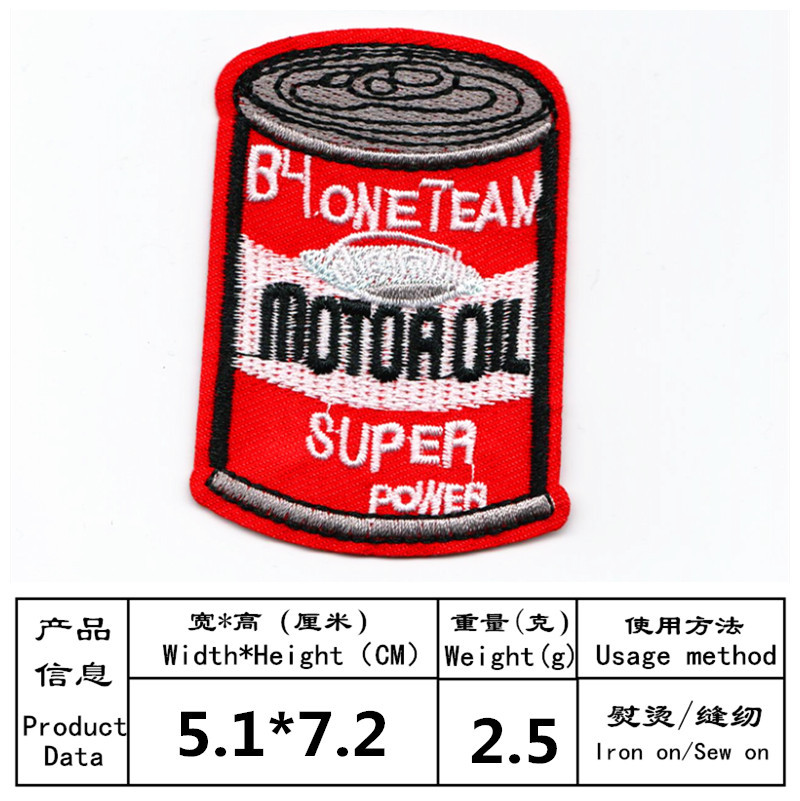 B4.ONETEAM
MOTOROIL
SUPER
POWER
产品
信息
Product
Data
宽*高 (厘米)
Width*Height (CM)
5.1*7.2
重量(克)
Weight(g)
2.5
使用方法
Usage method
熨烫/缝纫
Iron on/Sew on